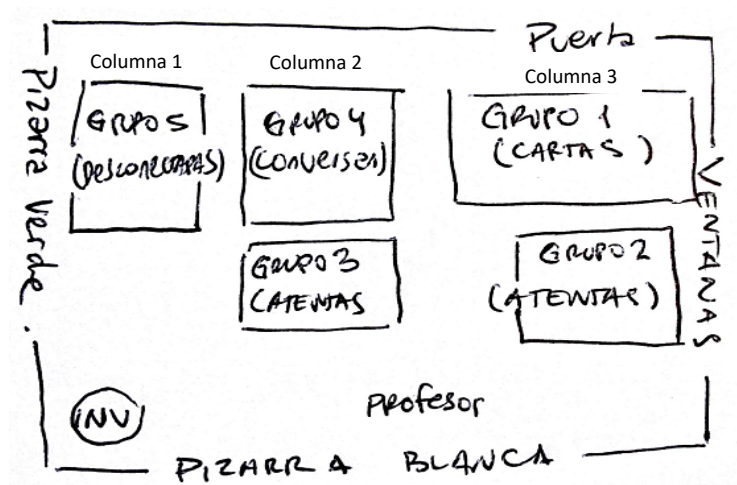 Puerta
Columna 1
Columna 2
Columna 3
Pizarra Verde.
GRUPO 5
(DESCONECTADAS)
GRUPO 4
(Conversan)
GRUPO 1
(CARTAS)
VENTANAS
GRUPO 3
(ATENTAS
GRUPO 2
(ATENTAS)
INV
PROFesor
PIZARRA BLANCA